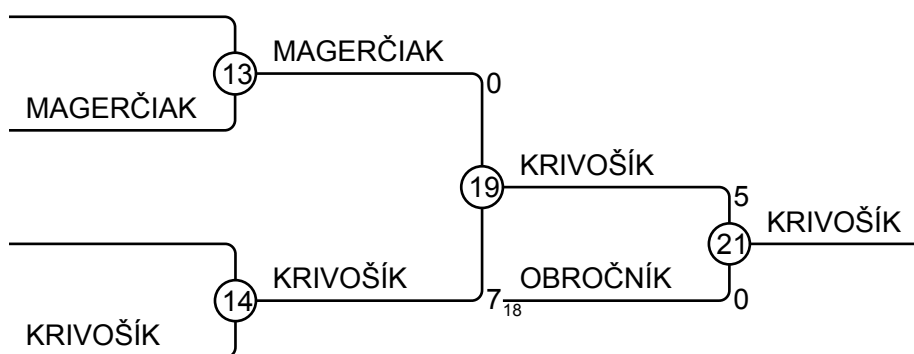 13
MAGERČIAK
MAGERČIAK
0
19
KRIVOŠÍK
5
21
KRIVOŠÍK
14
KRIVOŠÍK
7
18
OBROČNÍK
0
KRIVOŠÍK